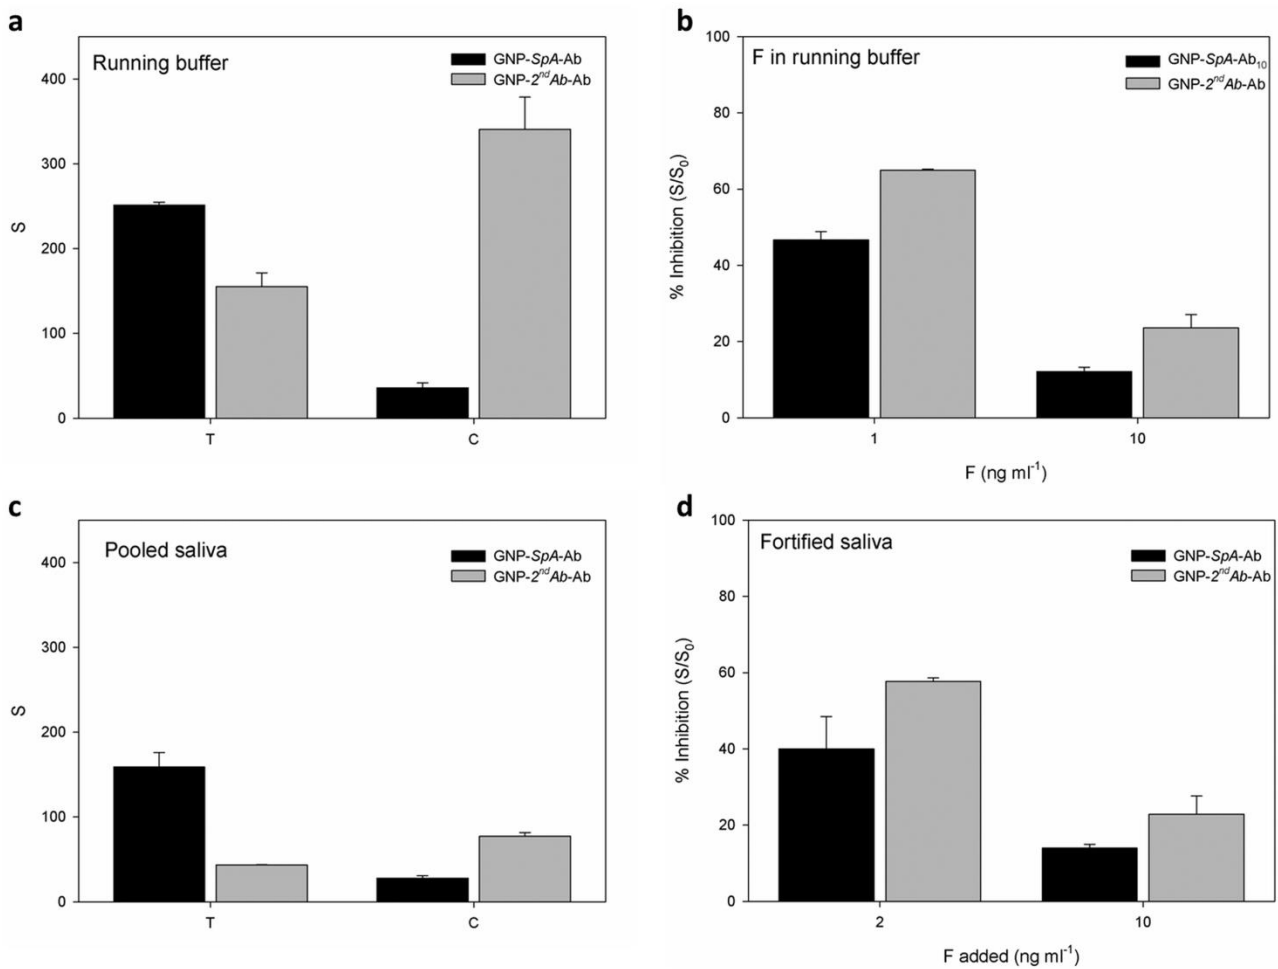 a
Running buffer
GNP-SpA-Ab
GNP-2ⁿᵈAb-Ab
400
300
200
100
0
S
T C
b
F in running buffer
GNP-SpA-Ab₁₀
GNP-2ⁿᵈAb-Ab
100
80
60
40
20
0
% Inhibition (S/S₀)
1 10
F (ng ml⁻¹)
c
Pooled saliva
GNP-SpA-Ab
GNP-2ⁿᵈAb-Ab
400
300
200
100
0
S
T C
d
Fortified saliva
GNP-SpA-Ab
GNP-2ⁿᵈAb-Ab
100
80
60
40
20
0
% Inhibition (S/S₀)
2 10
F added (ng ml⁻¹)